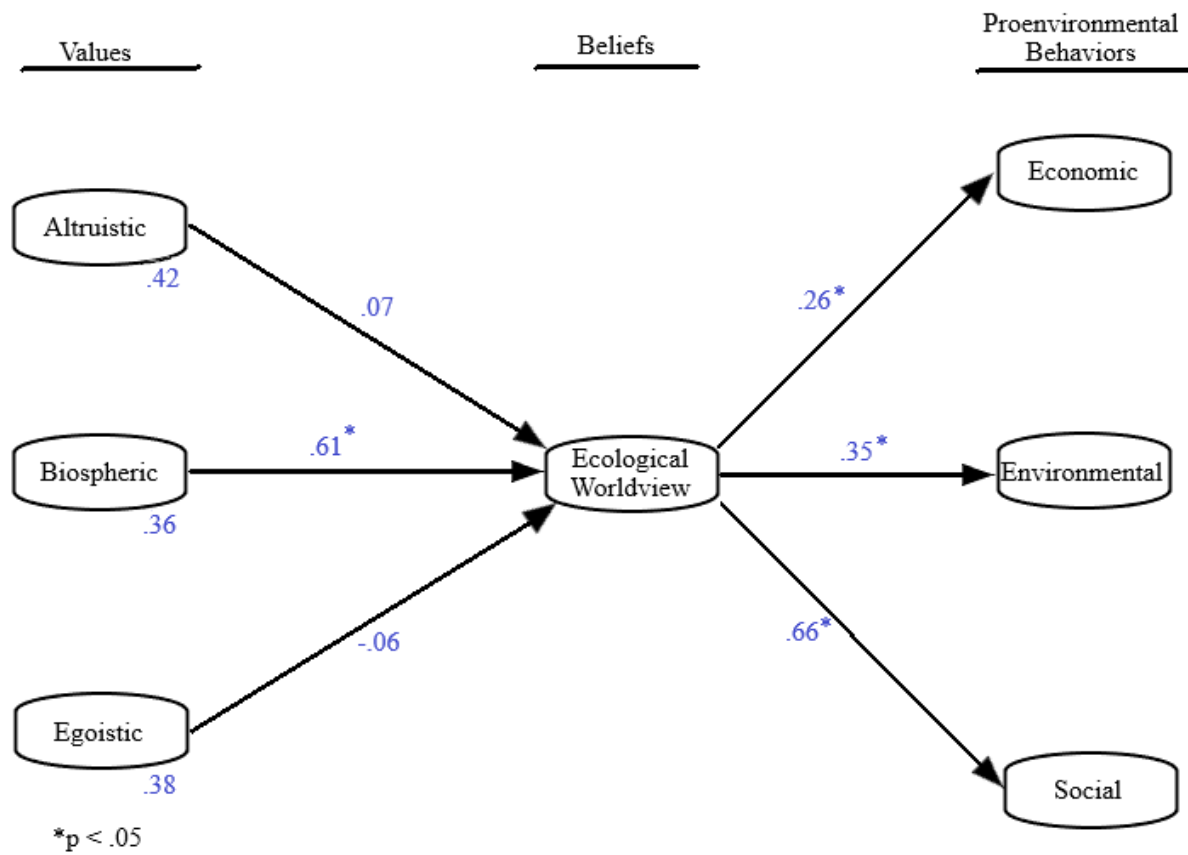 Values
Beliefs
Proenvironmental
Behaviors
Economic
Altruistic
.42
.07
.26*
Biospheric
.36
.61*
Ecological
Worldview
.35*
Environmental
-.06
.66*
Egoistic
.38
Social
*p < .05